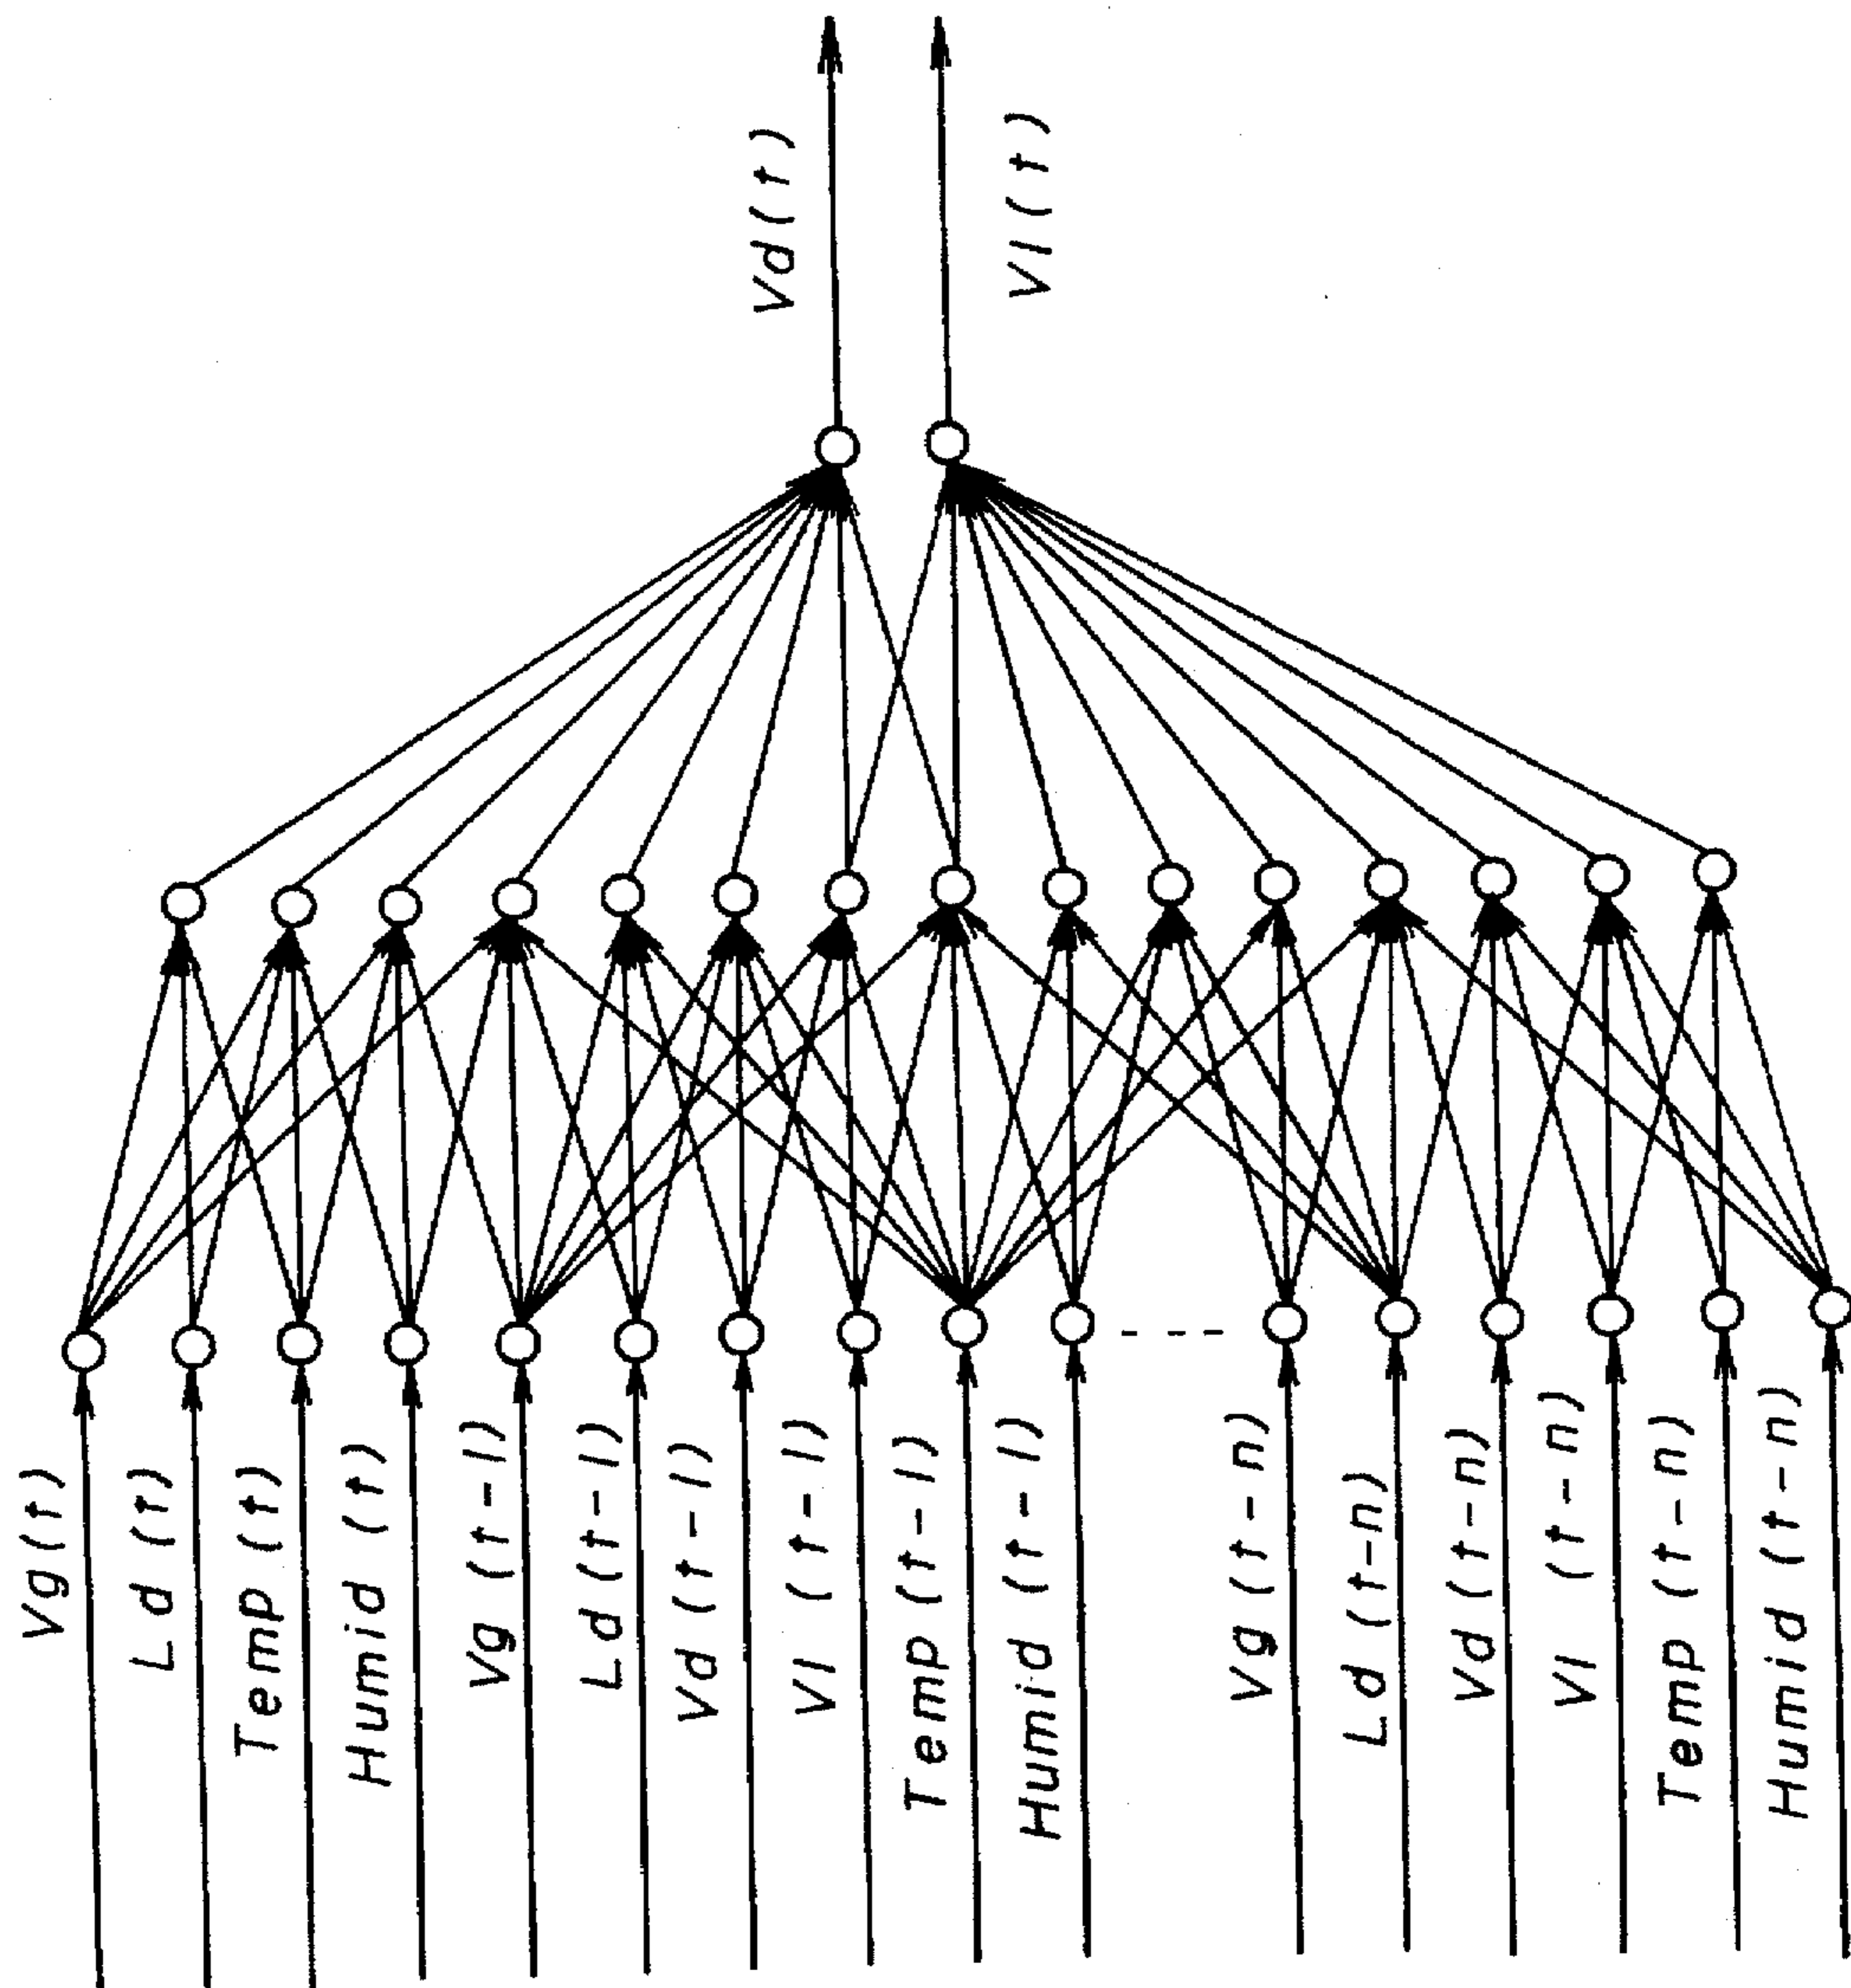 Vd(t)
Vl(t)
Vg(t)
Ld(t)
Temp(t)
Humid(t)
Vg(t-1)
Ld(t-1)
Vd(t-1)
Vl(t-1)
Temp(t-1)
Humid(t-1)
Vg(t-n)
Ld(t-n)
Vd(t-n)
Vl(t-n)
Temp(t-n)
Humid(t-n)